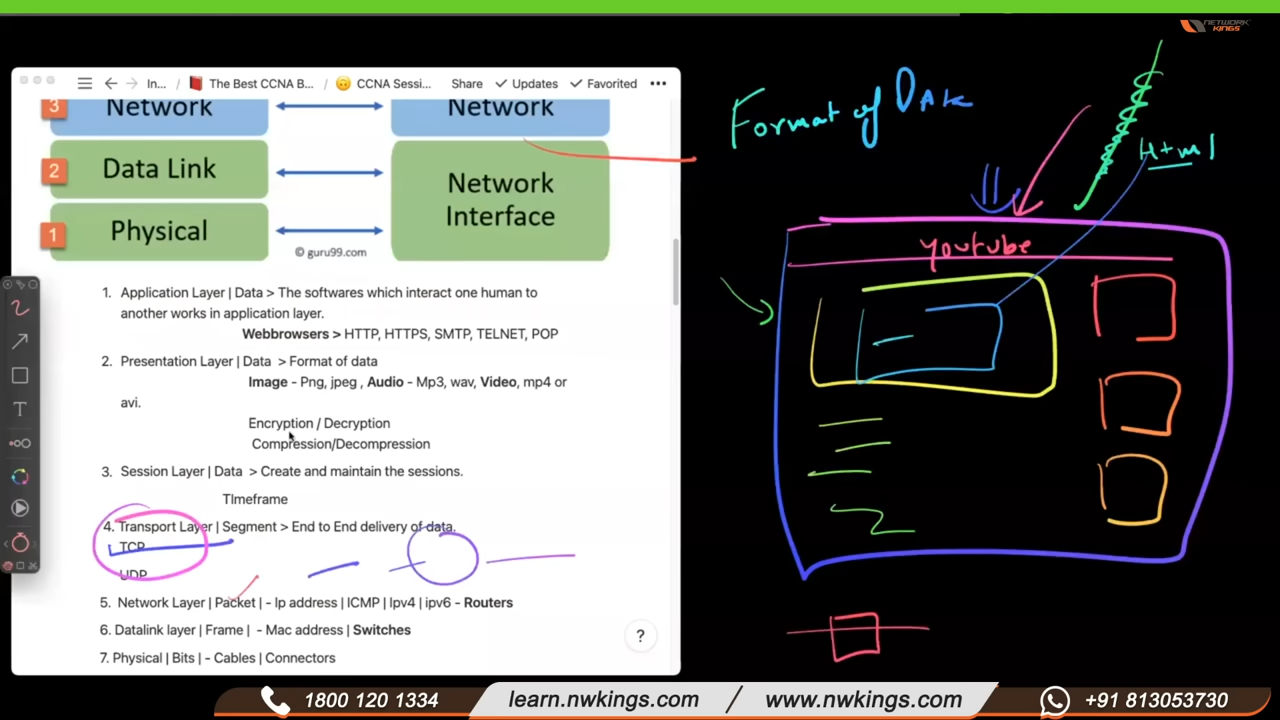 NETWORK
KINGS
In... / The Best CCNA B... / CCNA Sessi... Share Updates Favorited •••
3 Network Network
2 Data Link
Network
Interface
1 Physical
© guru99.com
1. Application Layer | Data > The softwares which interact one human to
another works in application layer.
Webbrowsers > HTTP, HTTPS, SMTP, TELNET, POP
2. Presentation Layer | Data > Format of data
Image - Png, jpeg , Audio - Mp3, wav, Video, mp4 or
avi.
Encryption / Decryption
Compression/Decompression
3. Session Layer | Data > Create and maintain the sessions.
TImeframe
4. Transport Layer | Segment > End to End delivery of data.
TCP
UDP
5. Network Layer | Packet | - Ip address | ICMP | Ipv4 | ipv6 - Routers
6. Datalink layer | Frame | - Mac address | Switches
7. Physical | Bits | - Cables | Connectors
?
T
Format of Data
Html
Youtube
1800 120 1334 learn.nwkings.com / www.nwkings.com +91 813053730